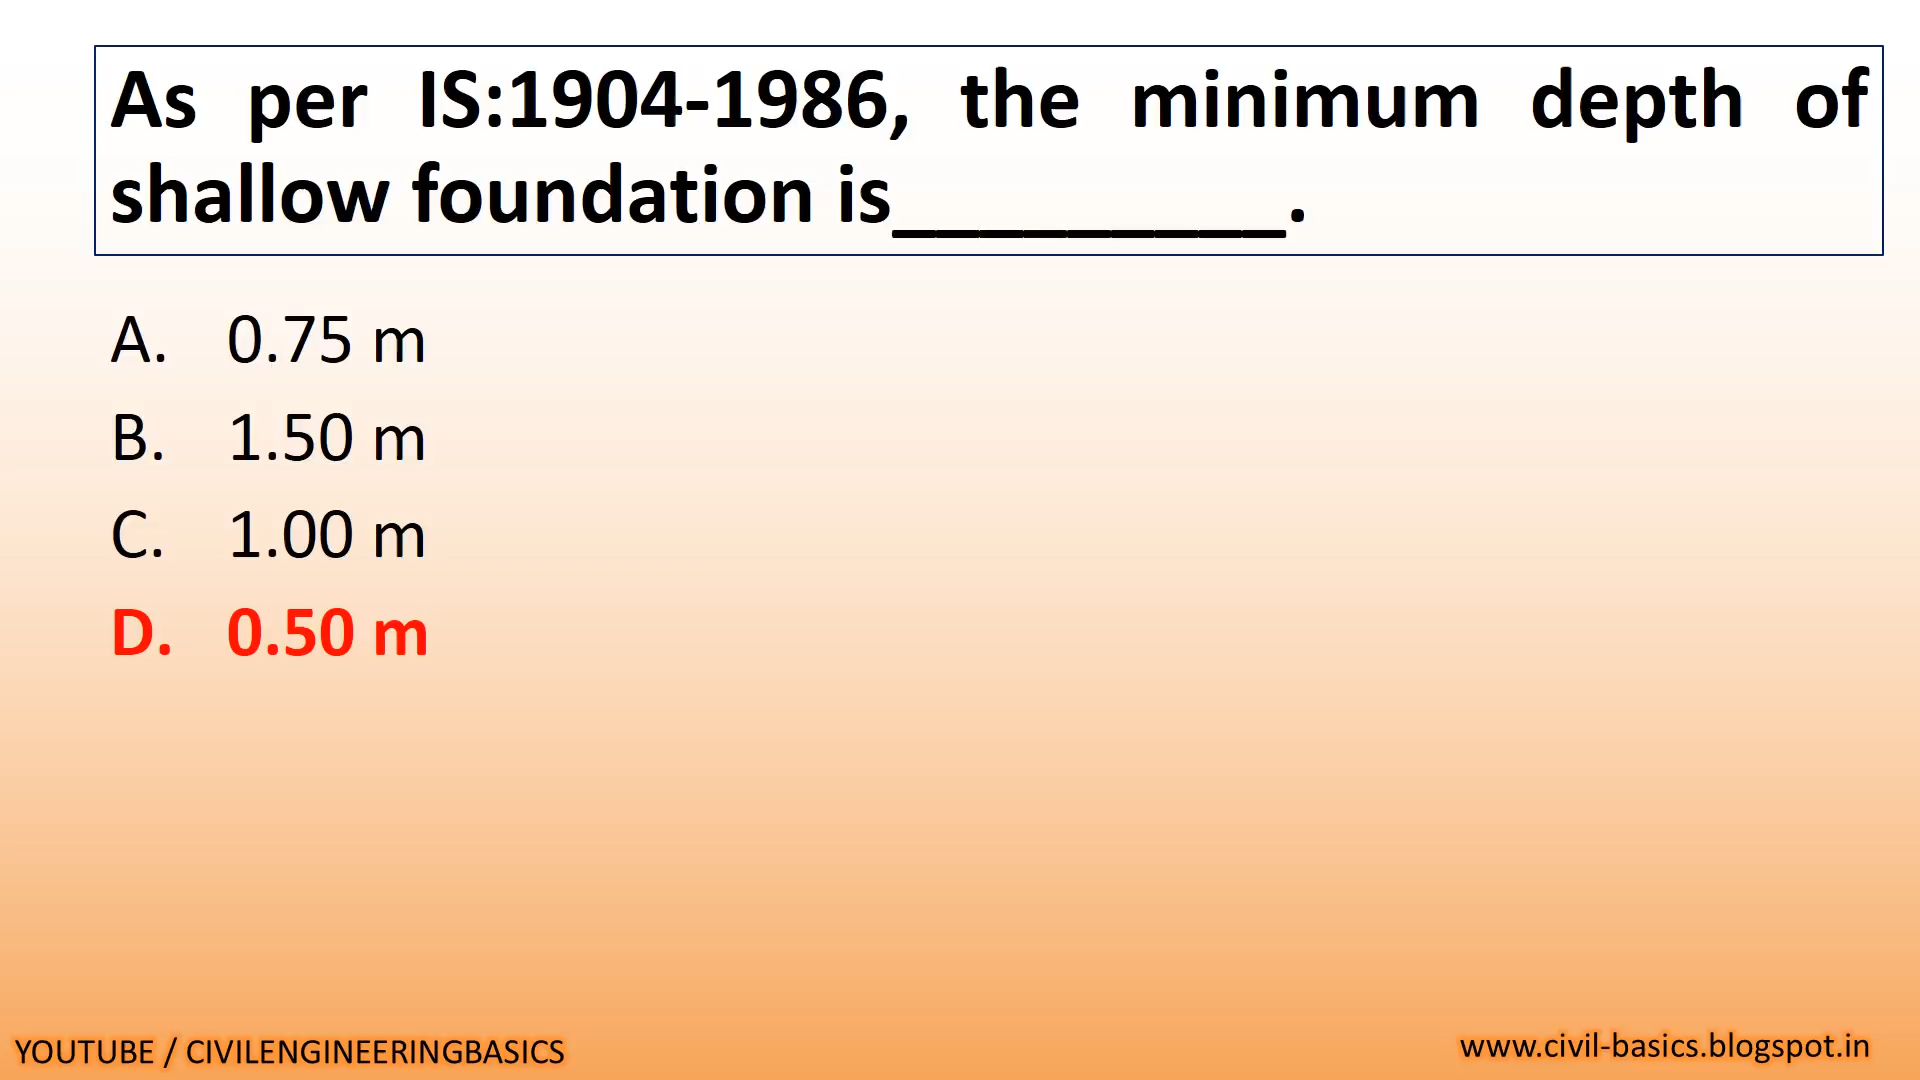 As per IS:1904-1986, the minimum depth of
shallow foundation is_________.
A. 0.75 m
B. 1.50 m
C. 1.00 m
D. 0.50 m
YOUTUBE / CIVILENGINEERINGBASICS
www.civil-basics.blogspot.in